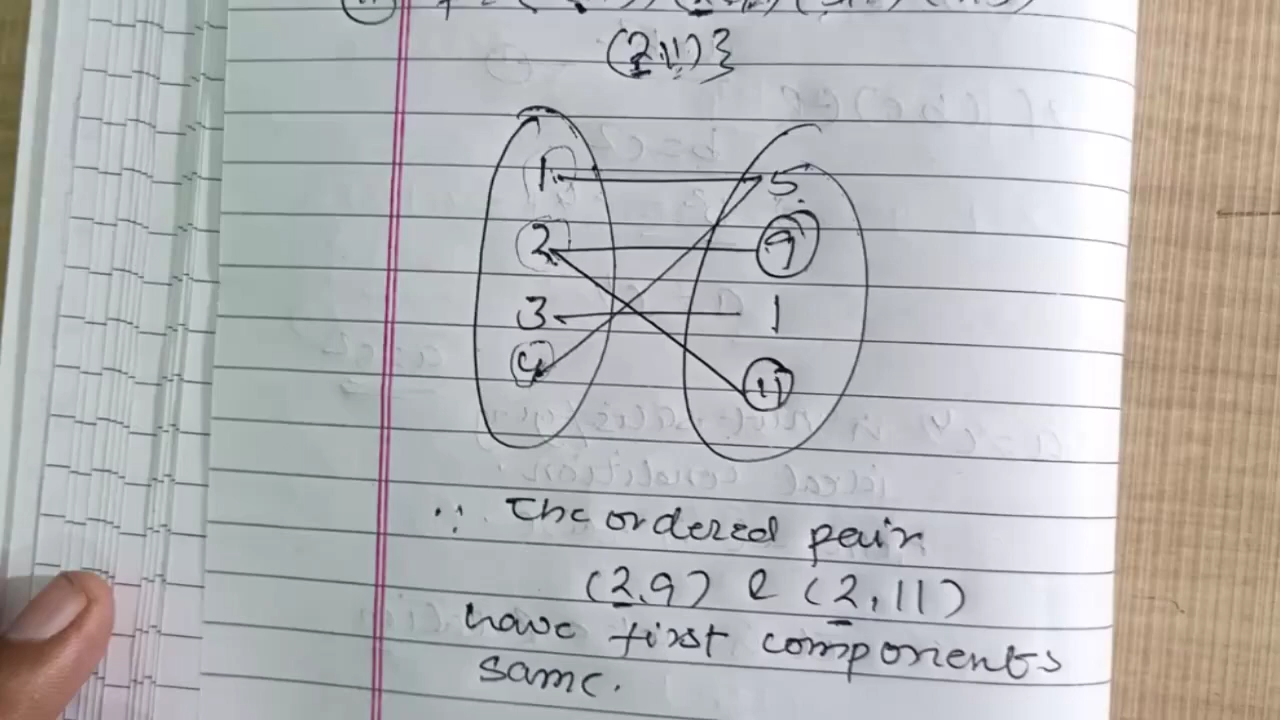 (2,11)}
1 5
2 9
3 1
4 11
∵ The ordered pair
(2,9) & (2,11)
have first components
same.